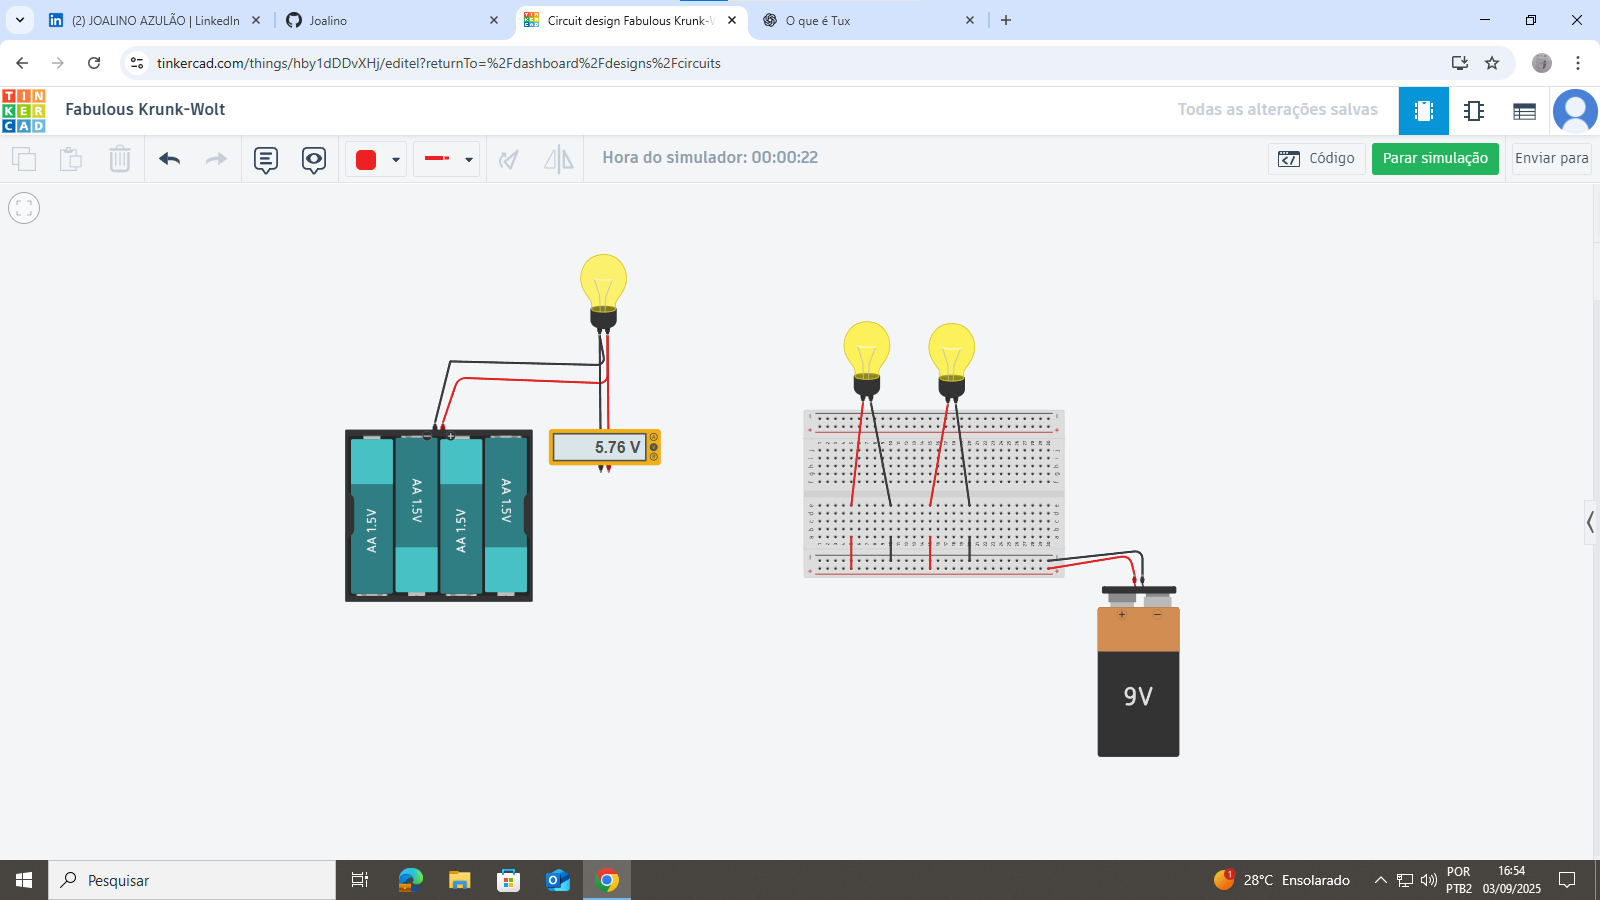 (2) JOALINO AZULÃO | LinkedIn
Joalino
Circuit design Fabulous Krunk-W
O que é Tux
tinkercad.com/things/hby1dDDvXHj/editel?returnTo=%2Fdashboard%2Fdesigns%2Fcircuits
TIN
KER
CAD
Fabulous Krunk-Wolt
Todas as alterações salvas
Hora do simulador: 00:00:22
Código
Parar simulação
Enviar para
5.76 V
AA 1.5V
AA 1.5V
AA 1.5V
AA 1.5V
+ −
9V
Pesquisar
28°C Ensolarado
POR
PTB2
16:54
03/09/2025